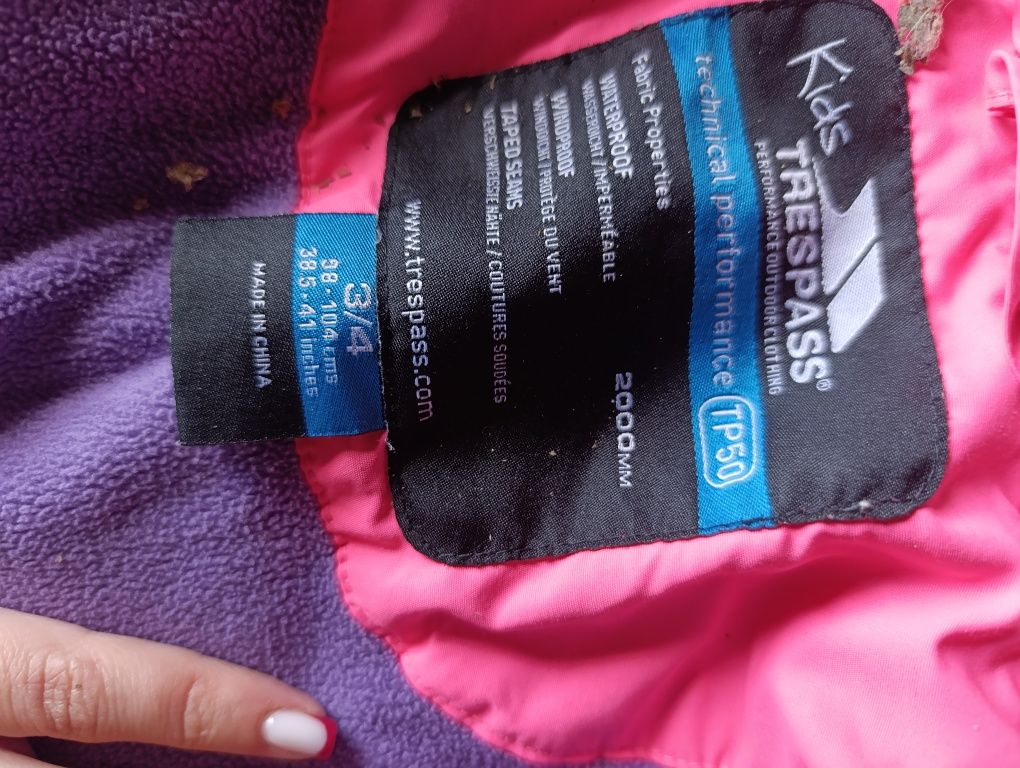 Kids
TRESPASS®
PERFORMANCE OUTDOOR CLOTHING
technical performance TP50
Fabric Properties
WATERPROOF 2000MM
WASSERDICHT / IMPERMÉABLE
WINDPROOF
WINDDICHT / PROTÈGE DU VENT
TAPED SEAMS
VERSCHWEISSTE NÄHTE / COUTURES SOUDÉES
www.trespass.com
3/4
98 - 104 cms
38.5 - 41 inches
MADE IN CHINA